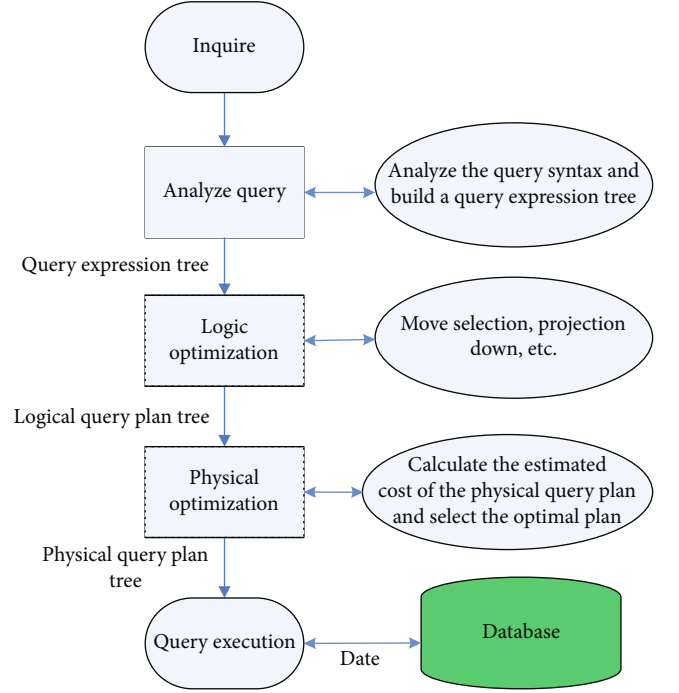 Inquire
Analyze query
Analyze the query syntax and
build a query expression tree
Query expression tree
Logic
optimization
Move selection, projection
down, etc.
Logical query plan tree
Physical
optimization
Calculate the estimated
cost of the physical query plan
and select the optimal plan
Physical query plan
tree
Query execution
Date
Database